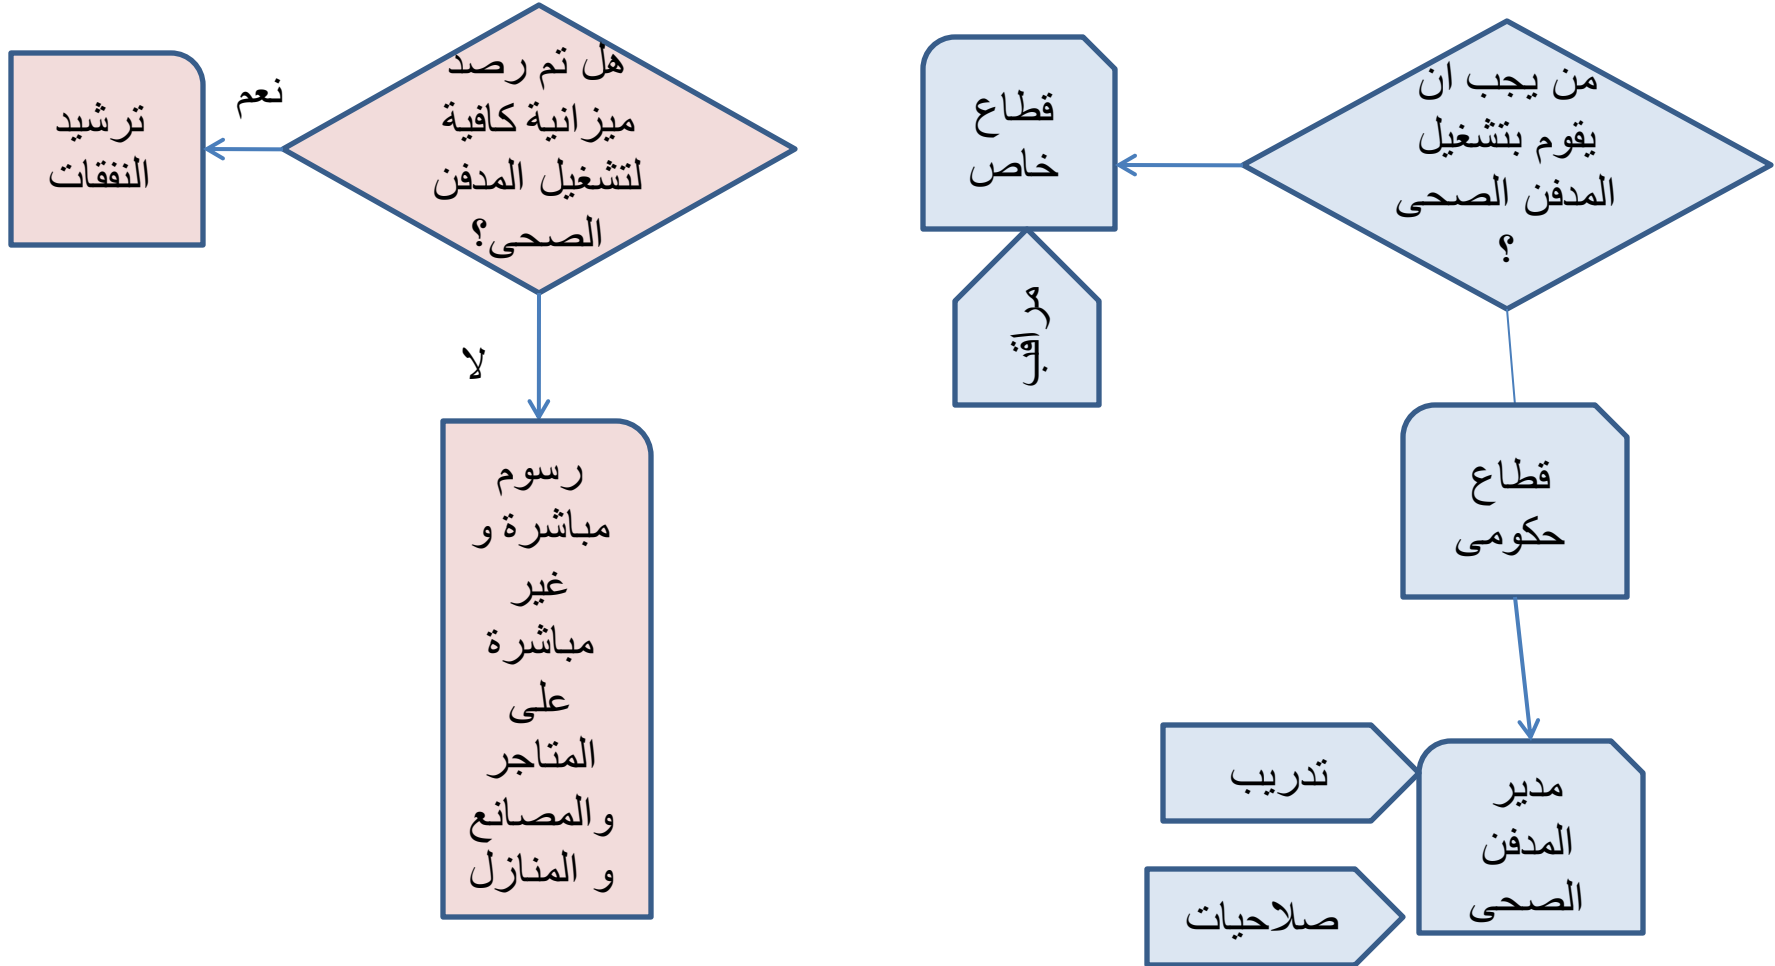 من يجب ان
يقوم بتشغيل
المدفن الصحى
؟
قطاع
خاص
مراقب
قطاع
حكومى
مدير
المدفن
الصحى
تدريب
صلاحيات
هل تم رصد
ميزانية كافية
لتشغيل المدفن
الصحى؟
نعم
ترشيد
النفقات
لا
رسوم
مباشرة و
غير
مباشرة
على
المتاجر
والمصانع
و المنازل